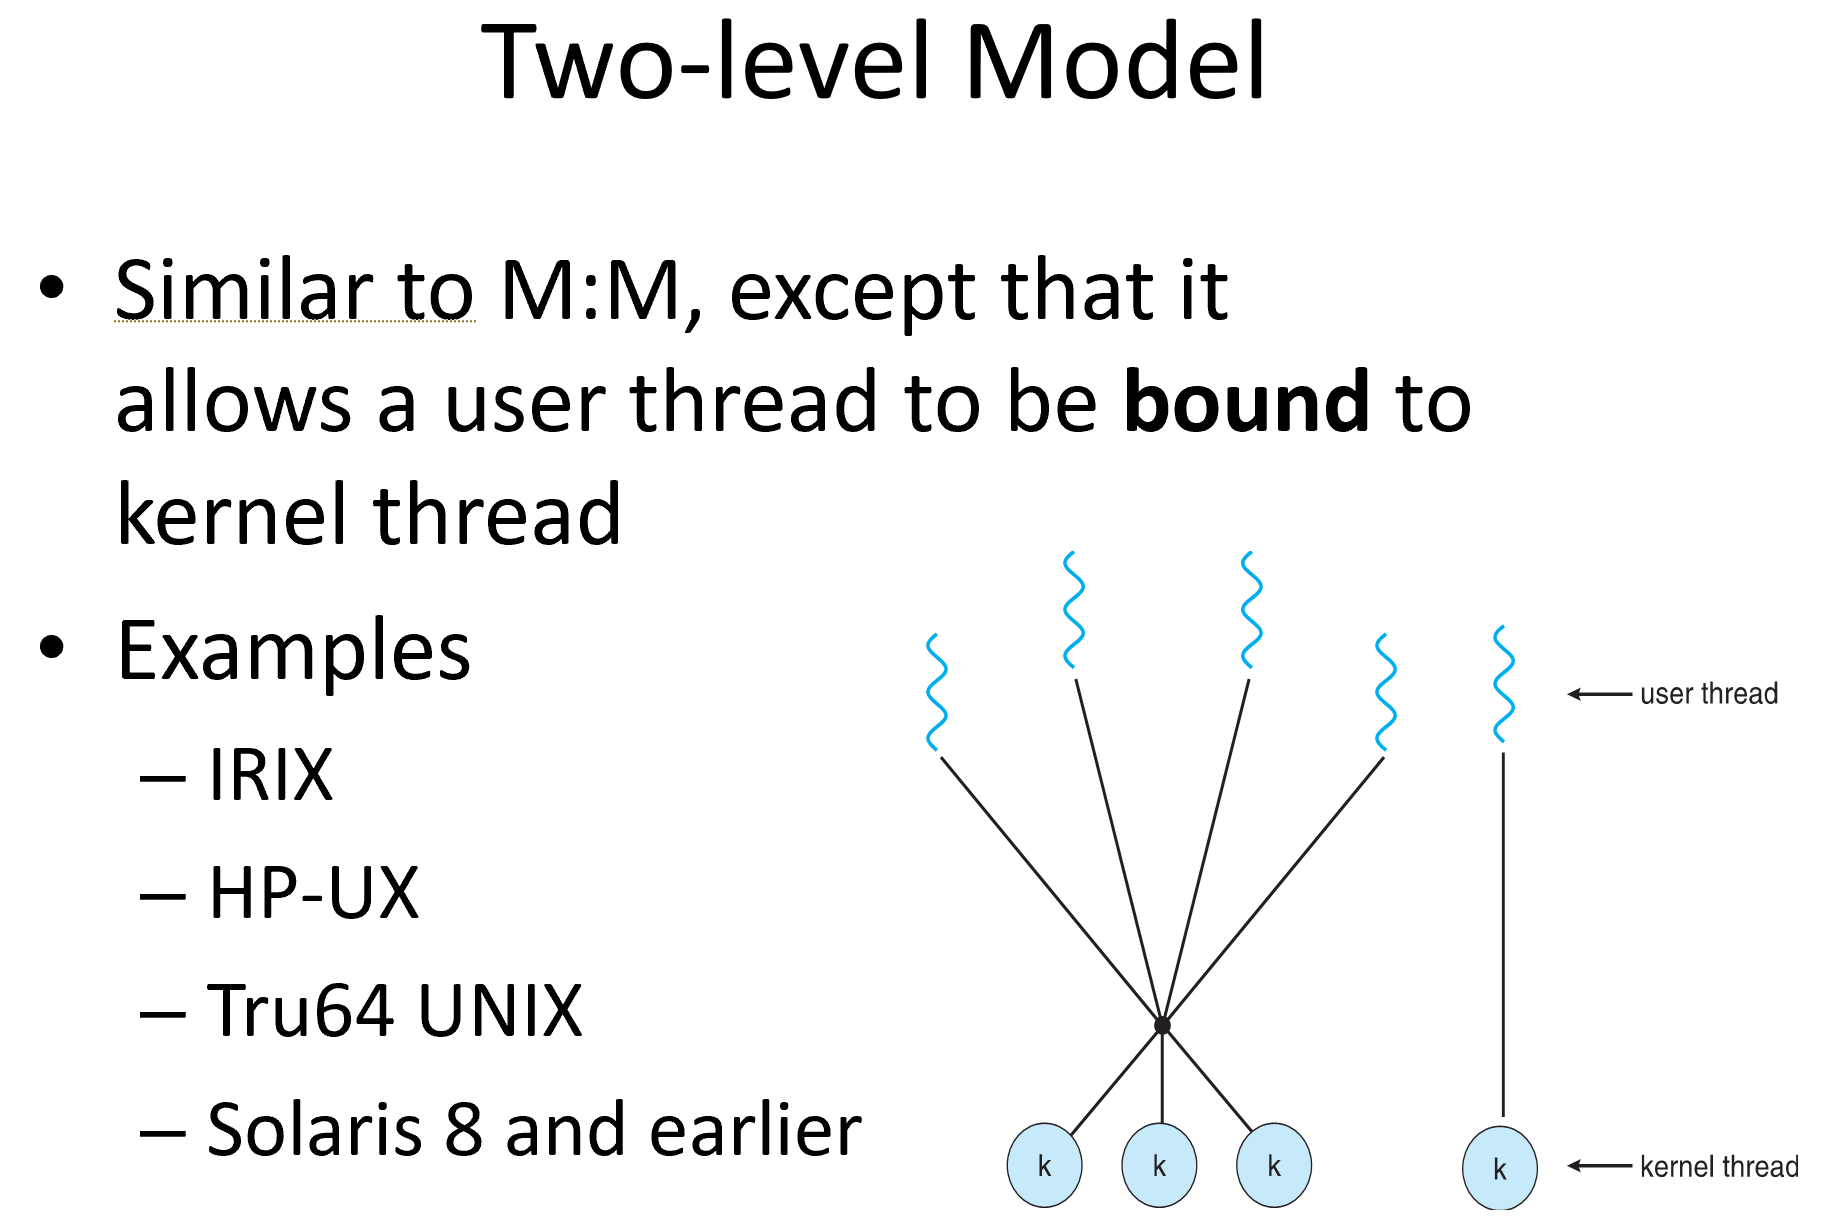 Two-level Model
• Similar to M:M, except that it
allows a user thread to be bound to
kernel thread
• Examples
– IRIX
– HP-UX
– Tru64 UNIX
– Solaris 8 and earlier
user thread
k k k k
kernel thread